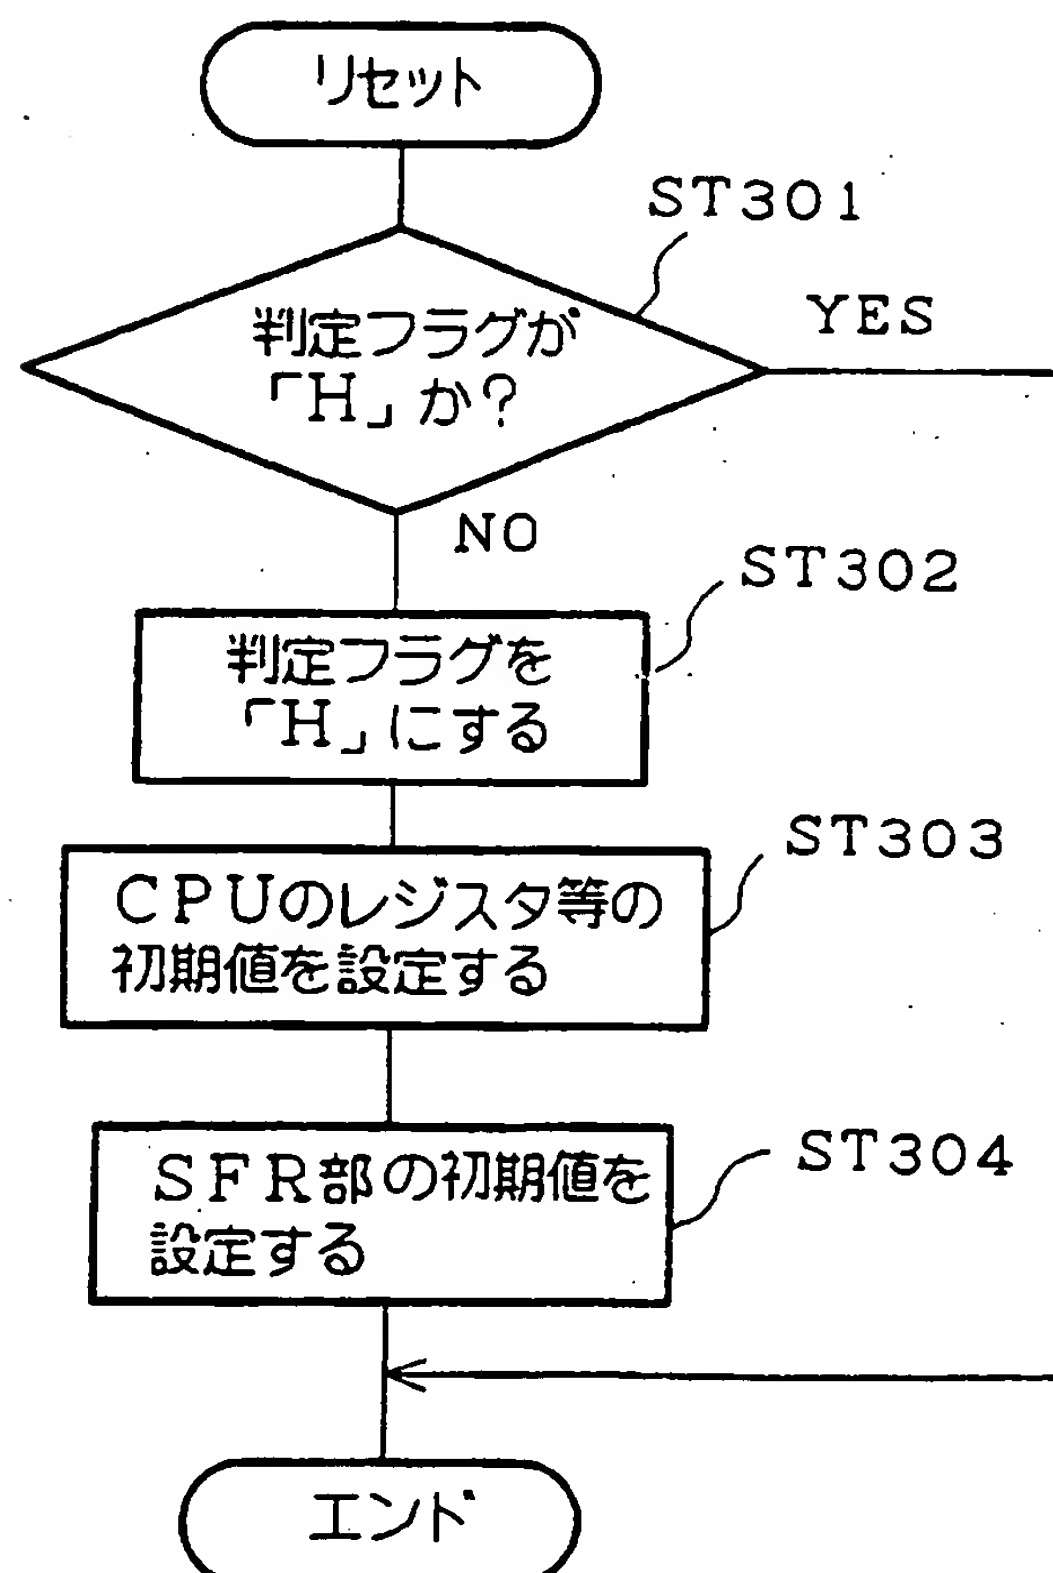 リセット
ST301
判定フラグが
「H」か?
YES
NO
ST302
判定フラグを
「H」にする
ST303
CPUのレジスタ等の
初期値を設定する
ST304
SFR部の初期値を
設定する
エンド